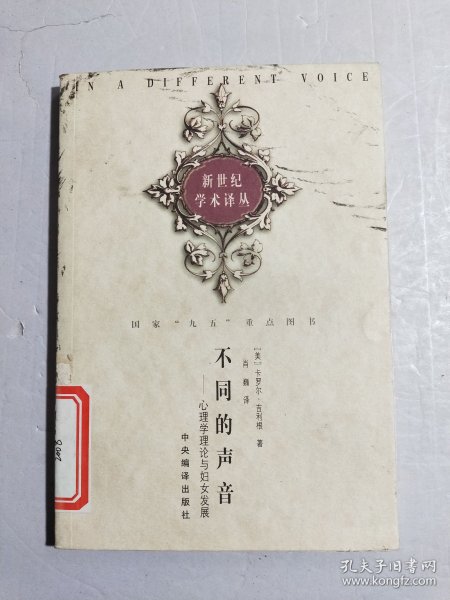 IN A DIFFERENT VOICE
新世纪
学术译丛
国家“九五”重点图书
[美]卡罗尔·吉利根 著
肖巍 译
不同的声音
——心理学理论与妇女发展
中央编译出版社
孔夫子旧书网
www.kongfz.com